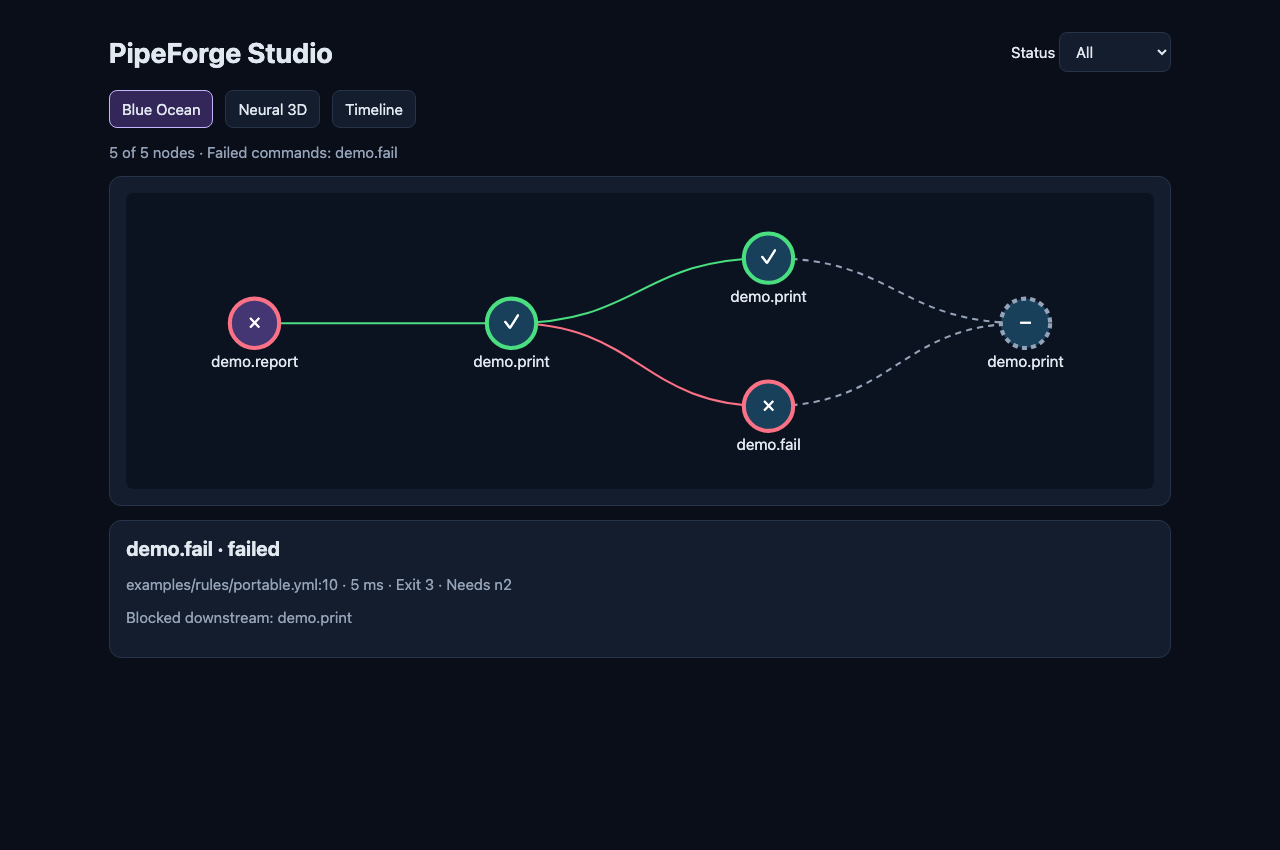 PipeForge Studio
Status All
Blue Ocean Neural 3D Timeline
5 of 5 nodes · Failed commands: demo.fail
demo.print
demo.report demo.print demo.print
demo.fail
demo.fail · failed
examples/rules/portable.yml:10 · 5 ms · Exit 3 · Needs n2
Blocked downstream: demo.print